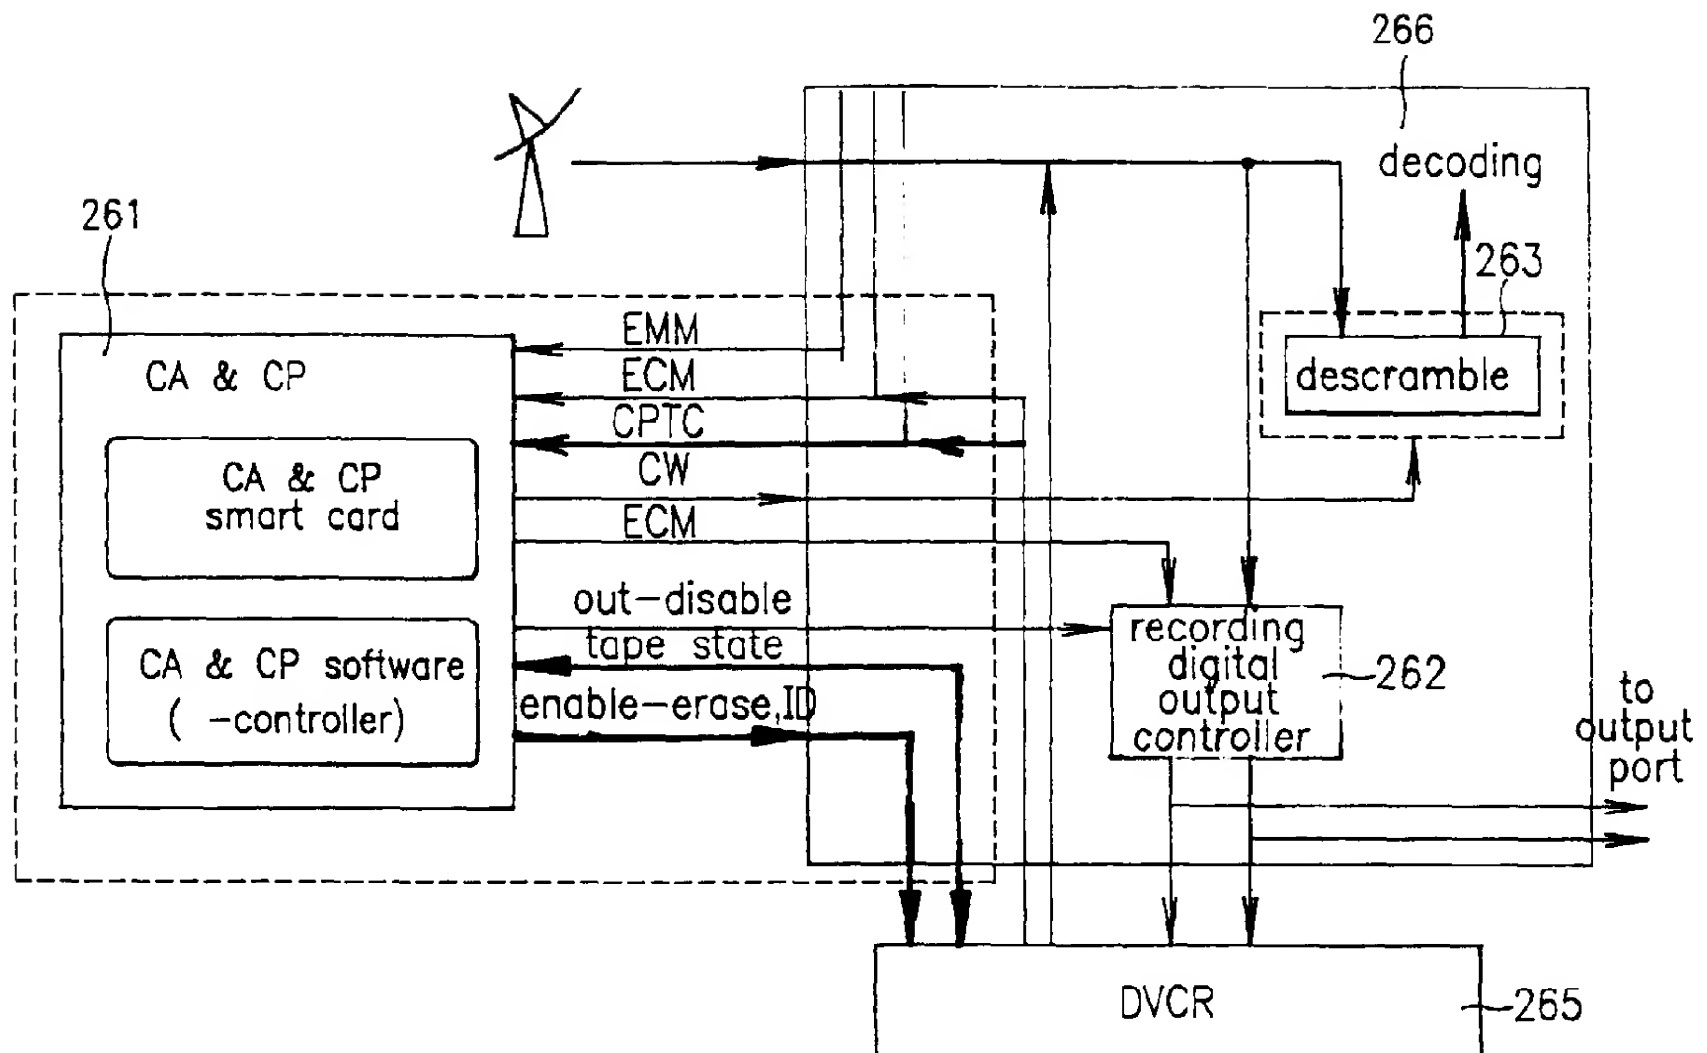 266
decoding
261
263
EMM
CA & CP
ECM
descramble
CPTC
CA & CP
smart card
CW
ECM
out-disable
recording
digital
output
controller
tape state
262
CA & CP software
( -controller)
enable-erase,ID
to
output
port
DVCR
265